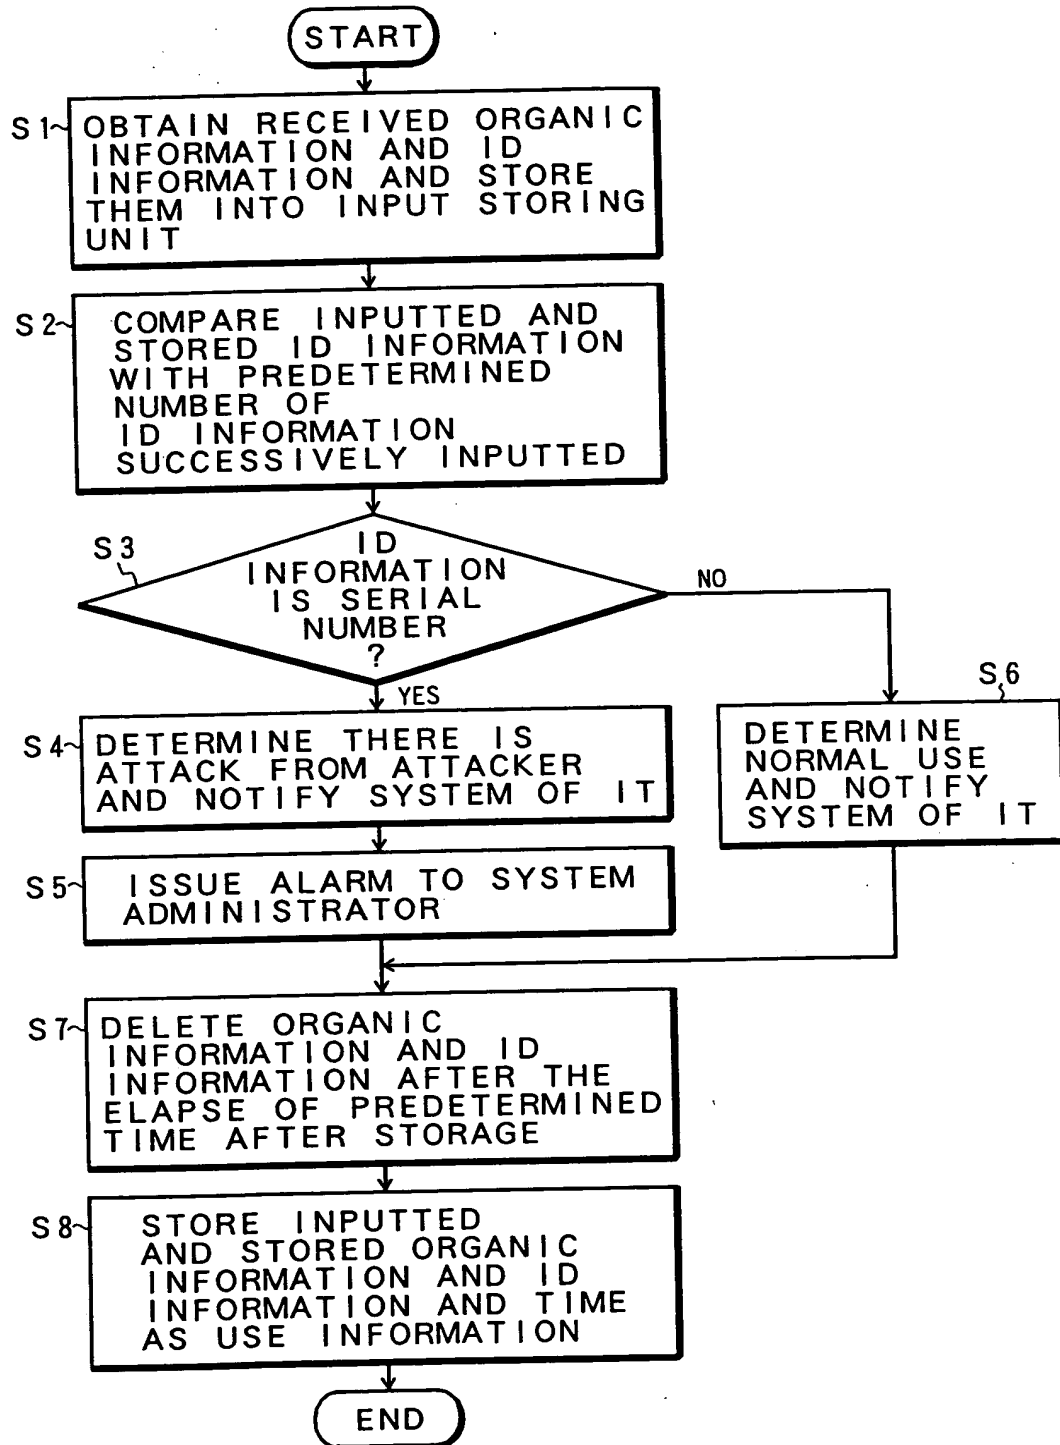 START
S1
OBTAIN RECEIVED ORGANIC
INFORMATION AND ID
INFORMATION AND STORE
THEM INTO INPUT STORING
UNIT
S2
COMPARE INPUTTED AND
STORED ID INFORMATION
WITH PREDETERMINED
NUMBER OF
ID INFORMATION
SUCCESSIVELY INPUTTED
S3
ID
INFORMATION
IS SERIAL
NUMBER
?
NO
YES
S4
DETERMINE THERE IS
ATTACK FROM ATTACKER
AND NOTIFY SYSTEM OF IT
S6
DETERMINE
NORMAL USE
AND NOTIFY
SYSTEM OF IT
S5
ISSUE ALARM TO SYSTEM
ADMINISTRATOR
S7
DELETE ORGANIC
INFORMATION AND ID
INFORMATION AFTER THE
ELAPSE OF PREDETERMINED
TIME AFTER STORAGE
S8
STORE INPUTTED
AND STORED ORGANIC
INFORMATION AND ID
INFORMATION AND TIME
AS USE INFORMATION
END